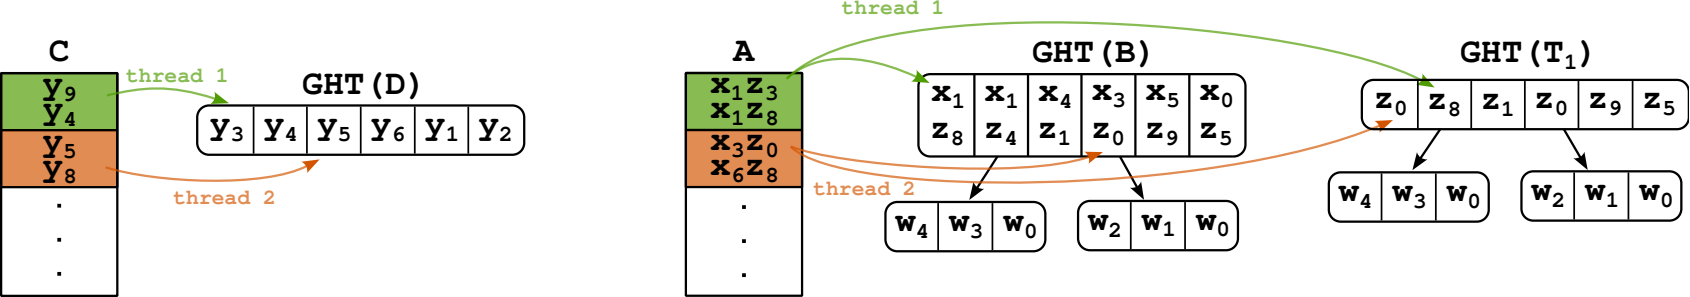 thread 1
C
A
GHT(B)
GHT(T₁)
thread 1
GHT(D)
y₉
y₄
y₅
y₈
.
.
.
y₃ y₄ y₅ y₆ y₁ y₂
thread 2
x₁z₃
x₁z₈
x₃z₀
x₆z₈
.
.
.
x₁ x₁ x₄ x₃ x₅ x₀
z₈ z₄ z₁ z₀ z₉ z₅
z₀ z₈ z₁ z₀ z₉ z₅
thread 2
w₄ w₃ w₀
w₂ w₁ w₀
w₄ w₃ w₀
w₂ w₁ w₀